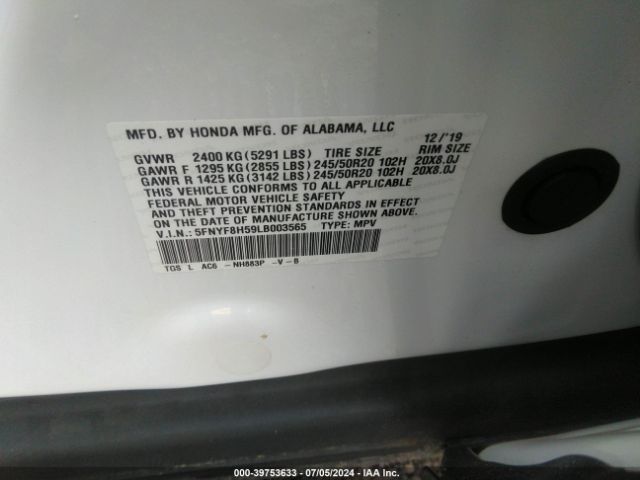 MFD. BY HONDA MFG. OF ALABAMA, LLC 12/'19
GVWR 2400 KG (5291 LBS) TIRE SIZE RIM SIZE
GAWR F 1295 KG (2855 LBS) 245/50R20 102H 20X8.0J
GAWR R 1425 KG (3142 LBS) 245/50R20 102H 20X8.0J
THIS VEHICLE CONFORMS TO ALL APPLICABLE
FEDERAL MOTOR VEHICLE SAFETY
AND THEFT PREVENTION STANDARDS IN EFFECT
ON THE DATE OF MANUFACTURE SHOWN ABOVE.
V.I.N.: 5FNYF8H59LB003565 TYPE: MPV
TGS L AC6 -NH883P -V -B
000-39753633 - 07/05/2024 - IAA Inc.